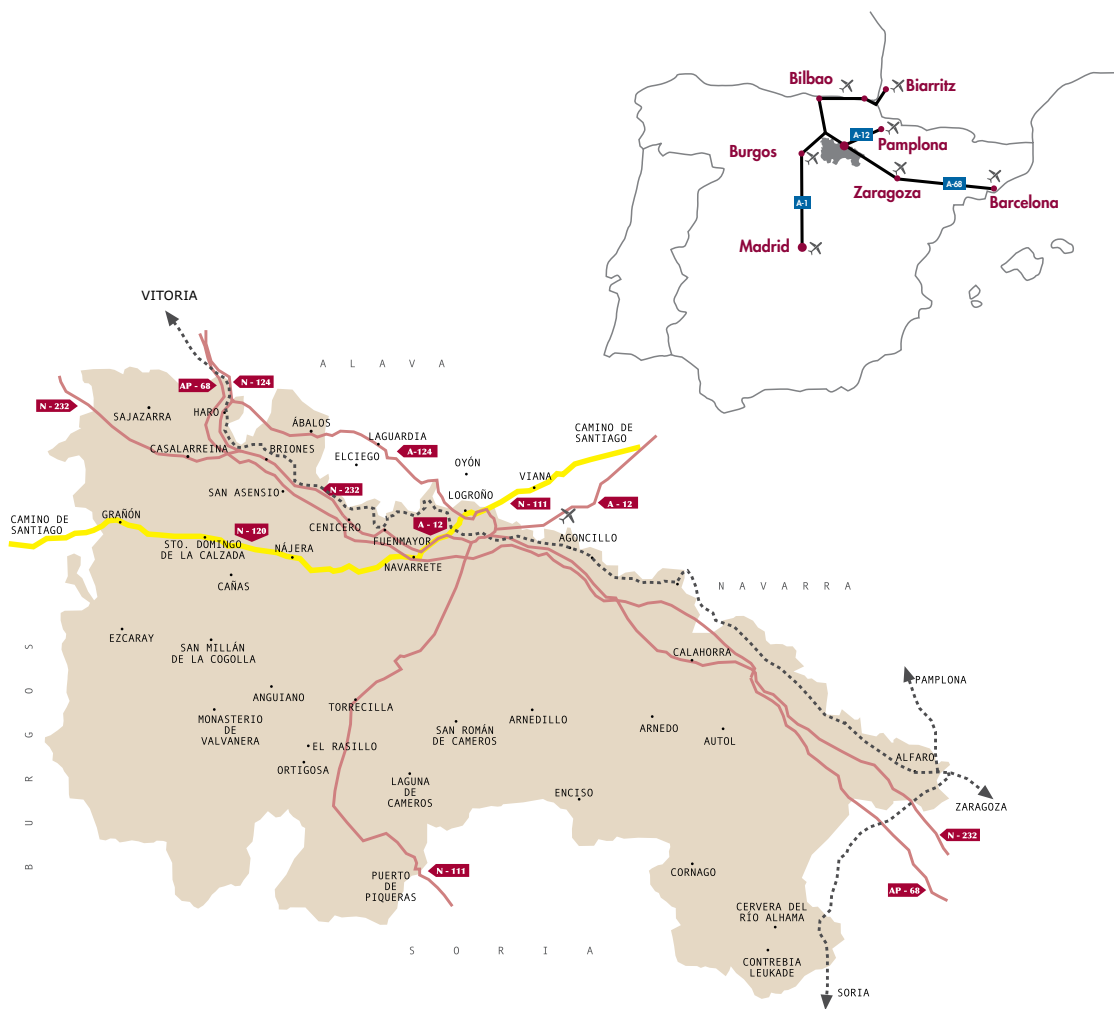 Bilbao
Biarritz
A-12
Pamplona
Burgos
Zaragoza
A-68
Barcelona
A-1
Madrid
VITORIA
A L A V A
AP - 68
N - 124
N - 232
SAJAZARRA
HARO
ÁBALOS
LAGUARDIA
A-124
CAMINO DE
SANTIAGO
CASALARREINA
BRIONES
ELCIEGO
OYÓN
VIANA
SAN ASENSIO
N - 232
LOGROÑO
N - 111
A - 12
CAMINO DE
SANTIAGO
GRAÑÓN
N - 120
CENICERO
A - 12
STO. DOMINGO
DE LA CALZADA
NÁJERA
FUENMAYOR
AGONCILLO
NAVARRETE
CAÑAS
N A V A R R A
EZCARAY
SAN MILLÁN
DE LA COGOLLA
CALAHORRA
PAMPLONA
ANGUIANO
TORRECILLA
MONASTERIO
DE
VALVANERA
EL RASILLO
SAN ROMÁN
DE CAMEROS
ARNEDILLO
ARNEDO
AUTOL
ALFARO
ORTIGOSA
LAGUNA
DE
CAMEROS
ENCISO
ZARAGOZA
N - 232
B U R G O S
PUERTO
DE
PIQUERAS
N - 111
CORNAGO
AP - 68
CERVERA DEL
RÍO ALHAMA
S O R I A
CONTREBIA
LEUKADE
SORIA